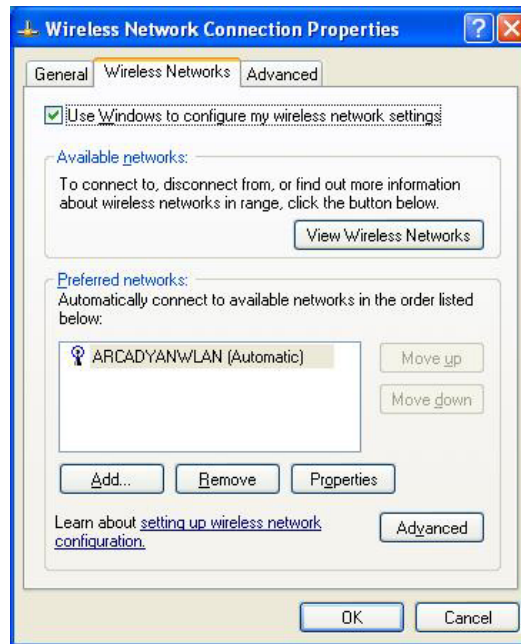 Wireless Network Connection Properties
General Wireless Networks Advanced
Use Windows to configure my wireless network settings
Available networks:
To connect to, disconnect from, or find out more information
about wireless networks in range, click the button below.
View Wireless Networks
Preferred networks:
Automatically connect to available networks in the order listed
below:
ARCADYANWLAN (Automatic)
Move up
Move down
Add... Remove Properties
Learn about setting up wireless network
configuration.
Advanced
OK Cancel